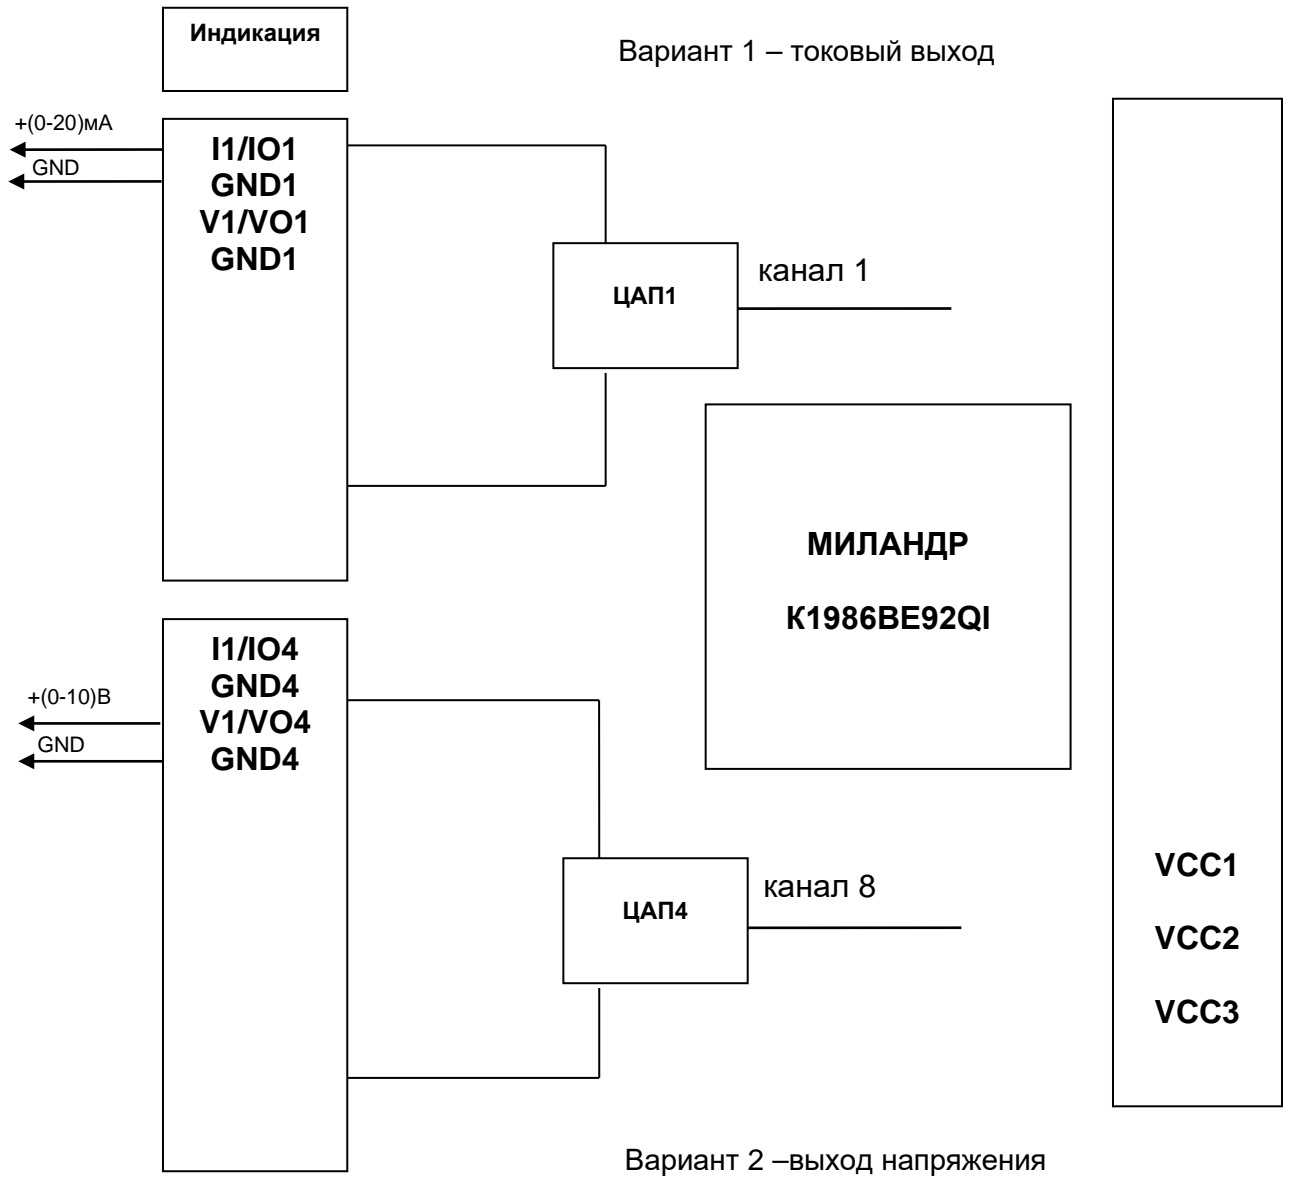 Индикация
Вариант 1 – токовый выход
+(0-20)мА
GND
I1/IO1
GND1
V1/VO1
GND1
ЦАП1
канал 1
МИЛАНДР
К1986ВЕ92QI
I1/IO4
GND4
V1/VO4
GND4
+(0-10)В
GND
ЦАП4
канал 8
VCC1
VCC2
VCC3
Вариант 2 –выход напряжения